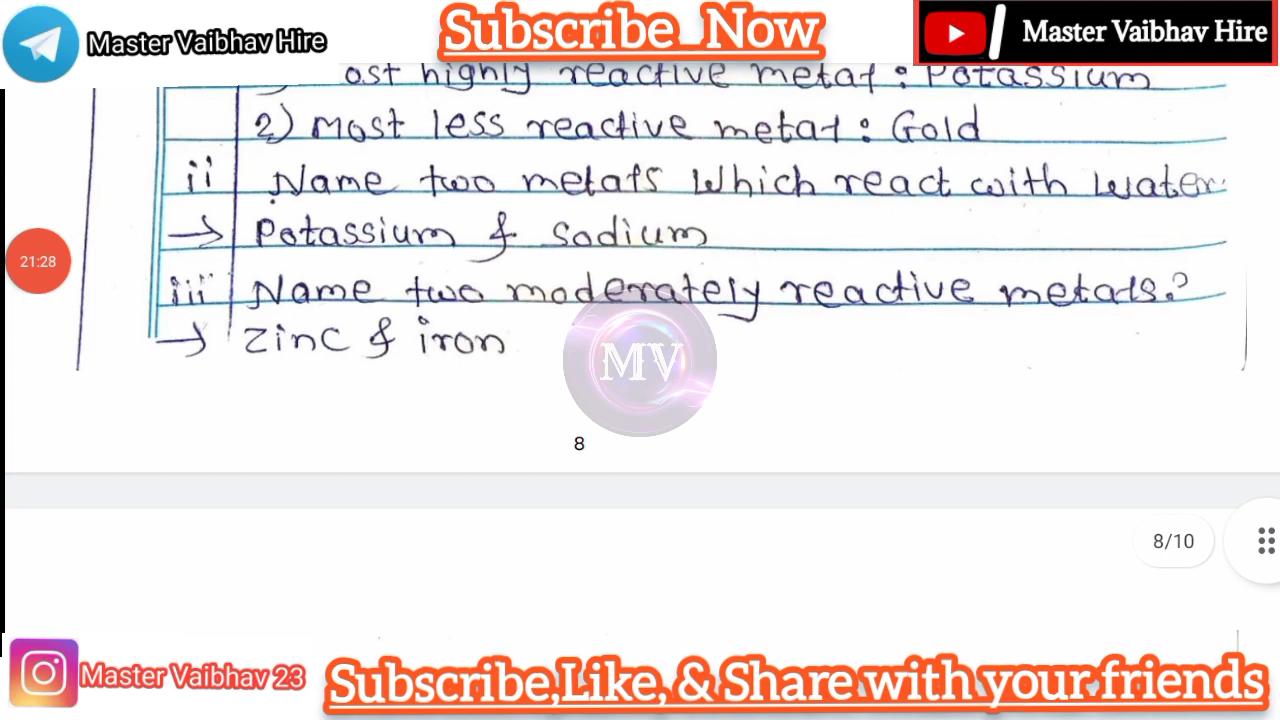 Master Vaibhav Hire
Subscribe Now
Master Vaibhav Hire
ost highly reactive metal : Potassium
2) Most less reactive metal : Gold
ii Name two metals Which react with water.
→ Potassium & Sodium
21:28
iii Name two moderately reactive metals?
→ Zinc & iron
MV
8
8/10
Master Vaibhav 23
Subscribe,Like, & Share with your friends